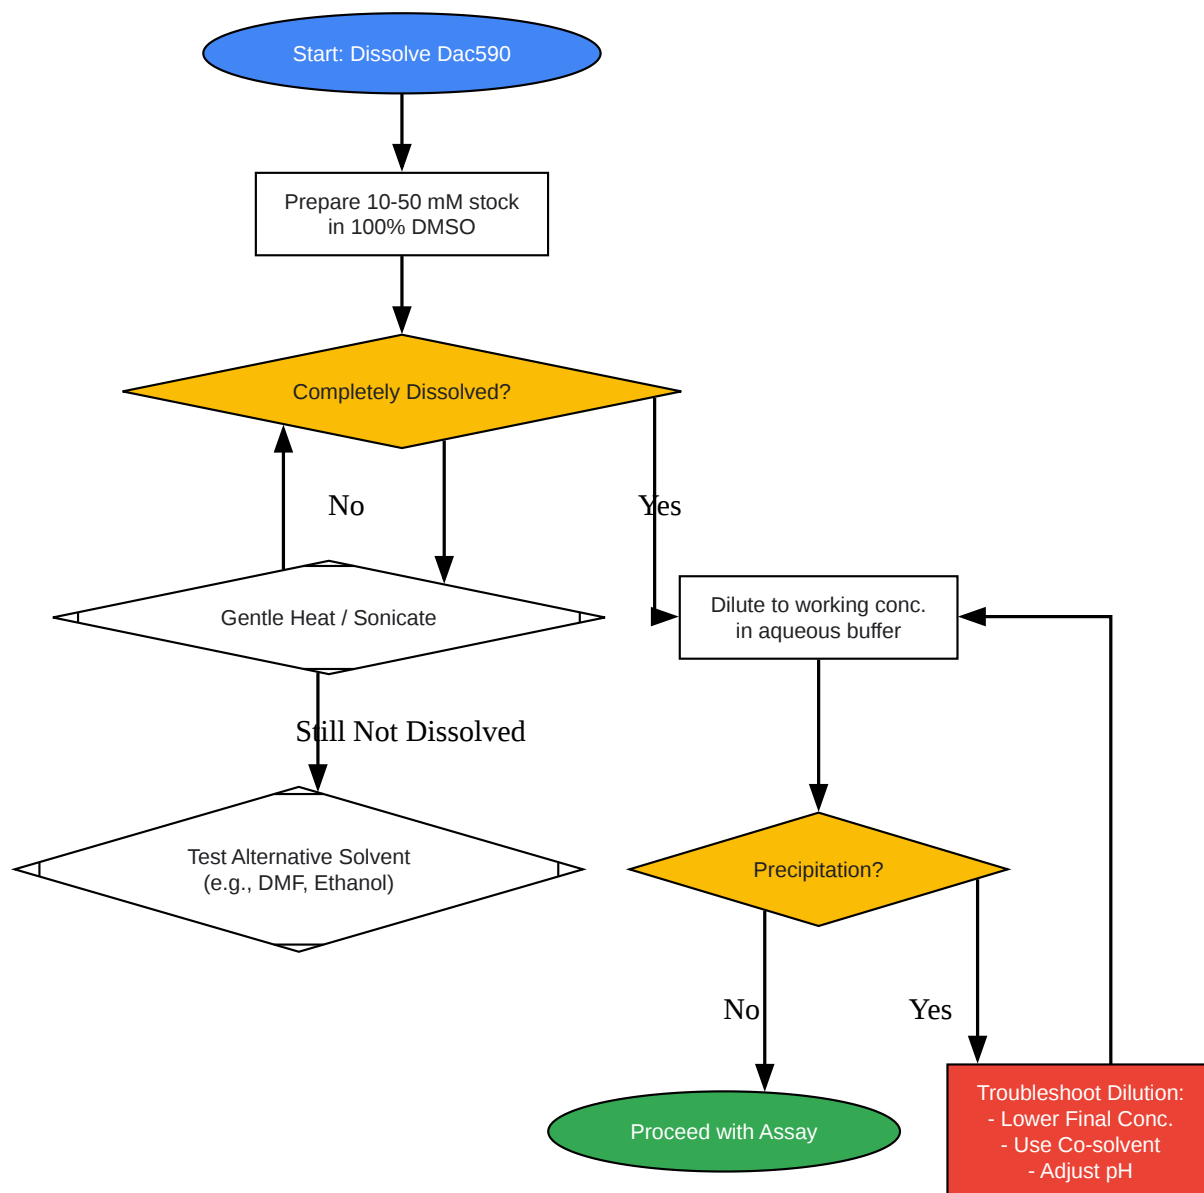 Start: Dissolve Dac590
Prepare 10-50 mM stock
in 100% DMSO
Completely Dissolved?
No
Yes
Gentle Heat / Sonicate
Dilute to working conc.
in aqueous buffer
Still Not Dissolved
Test Alternative Solvent
(e.g., DMF, Ethanol)
Precipitation?
No
Yes
Proceed with Assay
Troubleshoot Dilution:
- Lower Final Conc.
- Use Co-solvent
- Adjust pH